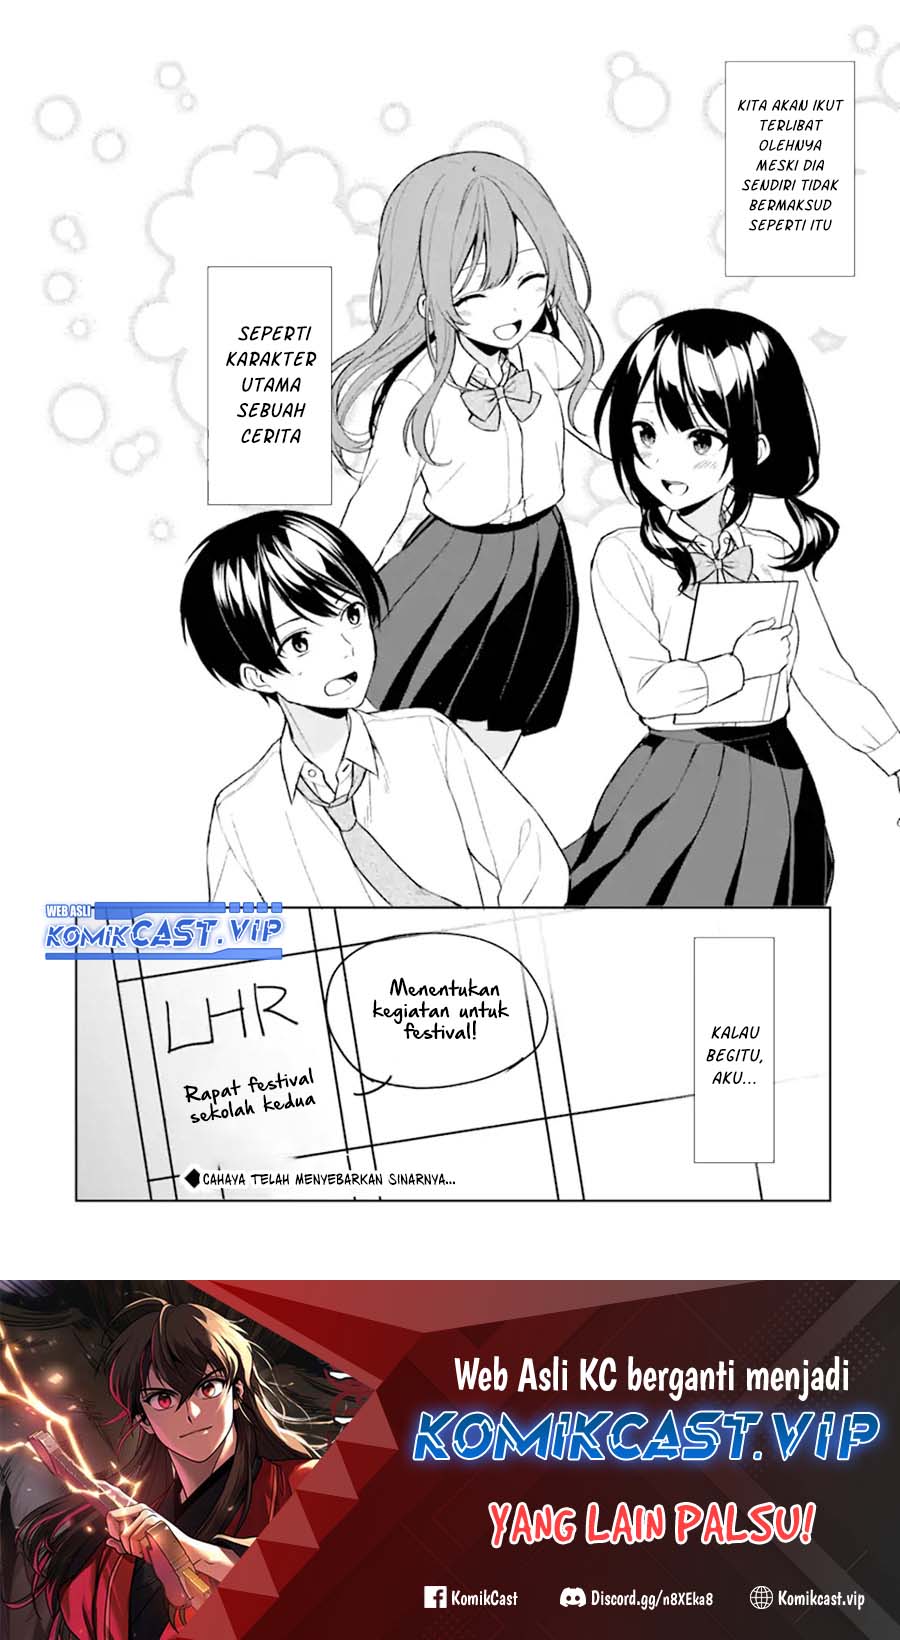 KITA AKAN IKUT
TERLIBAT
OLEHNYA
MESKI DIA
SENDIRI TIDAK
BERMAKSUD
SEPERTI ITU
SEPERTI
KARAKTER
UTAMA
SEBUAH
CERITA
WEB ASLI
KOMIKCAST.VIP
LHR
Menentukan
kegiatan untuk
festival!
Rapat festival
sekolah kedua
KALAU
BEGITU,
AKU...
CAHAYA TELAH MENYEBARKAN SINARNYA...
Web Asli KC berganti menjadi
KOMIKCAST.VIP
YANG LAIN PALSU!
KomikCast
Discord.gg/n8XEka8
Komikcast.vip